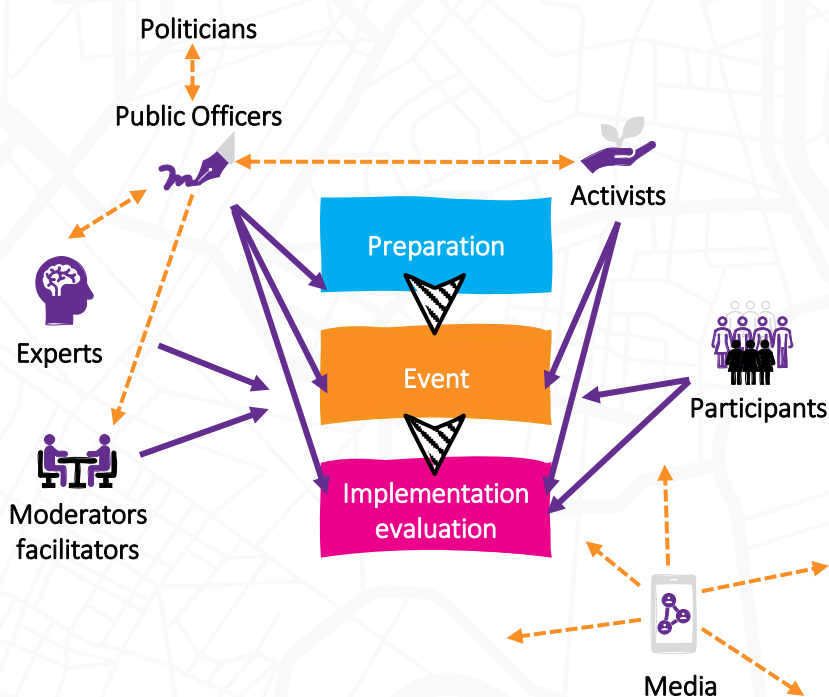 Politicians
Public Officers
Activists
Preparation
Experts
Event
Participants
Moderators
facilitators
Implementation
evaluation
Media